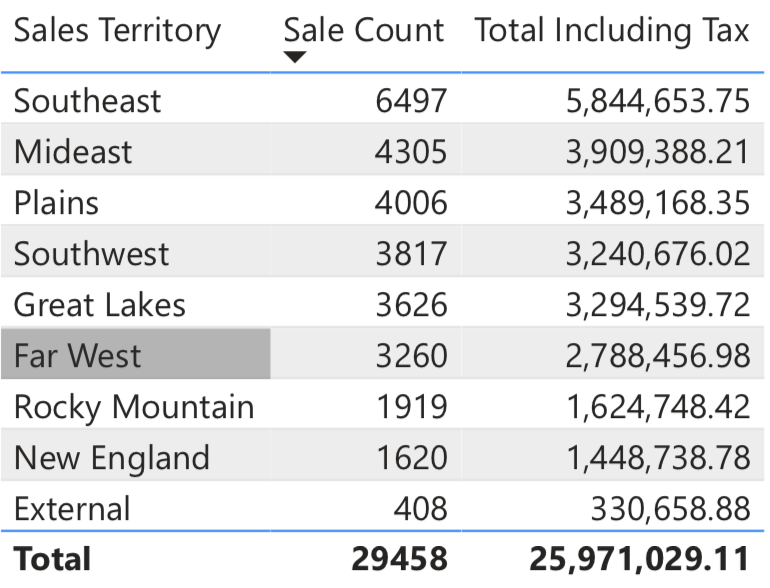 Sales Territory Sale Count Total Including Tax
Southeast 6497 5,844,653.75
Mideast 4305 3,909,388.21
Plains 4006 3,489,168.35
Southwest 3817 3,240,676.02
Great Lakes 3626 3,294,539.72
Far West 3260 2,788,456.98
Rocky Mountain 1919 1,624,748.42
New England 1620 1,448,738.78
External 408 330,658.88
Total 29458 25,971,029.11